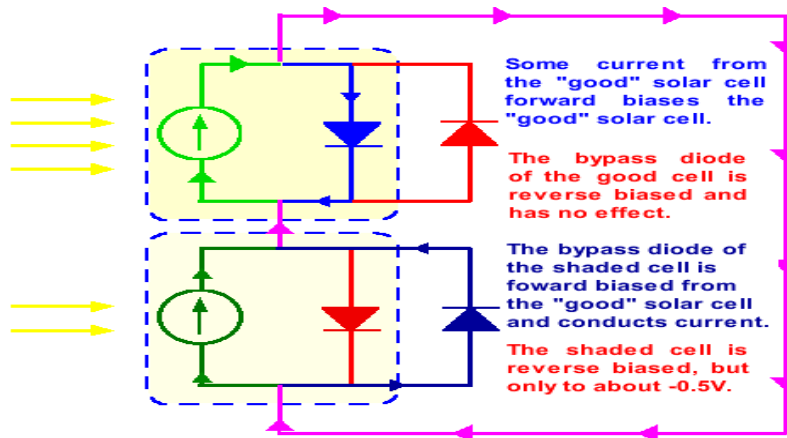 Some current from
the "good" solar cell
forward biases the
"good" solar cell.
The bypass diode
of the good cell is
reverse biased and
has no effect.
The bypass diode of
the shaded cell is
foward biased from
the "good" solar cell
and conducts current.
The shaded cell is
reverse biased, but
only to about -0.5V.